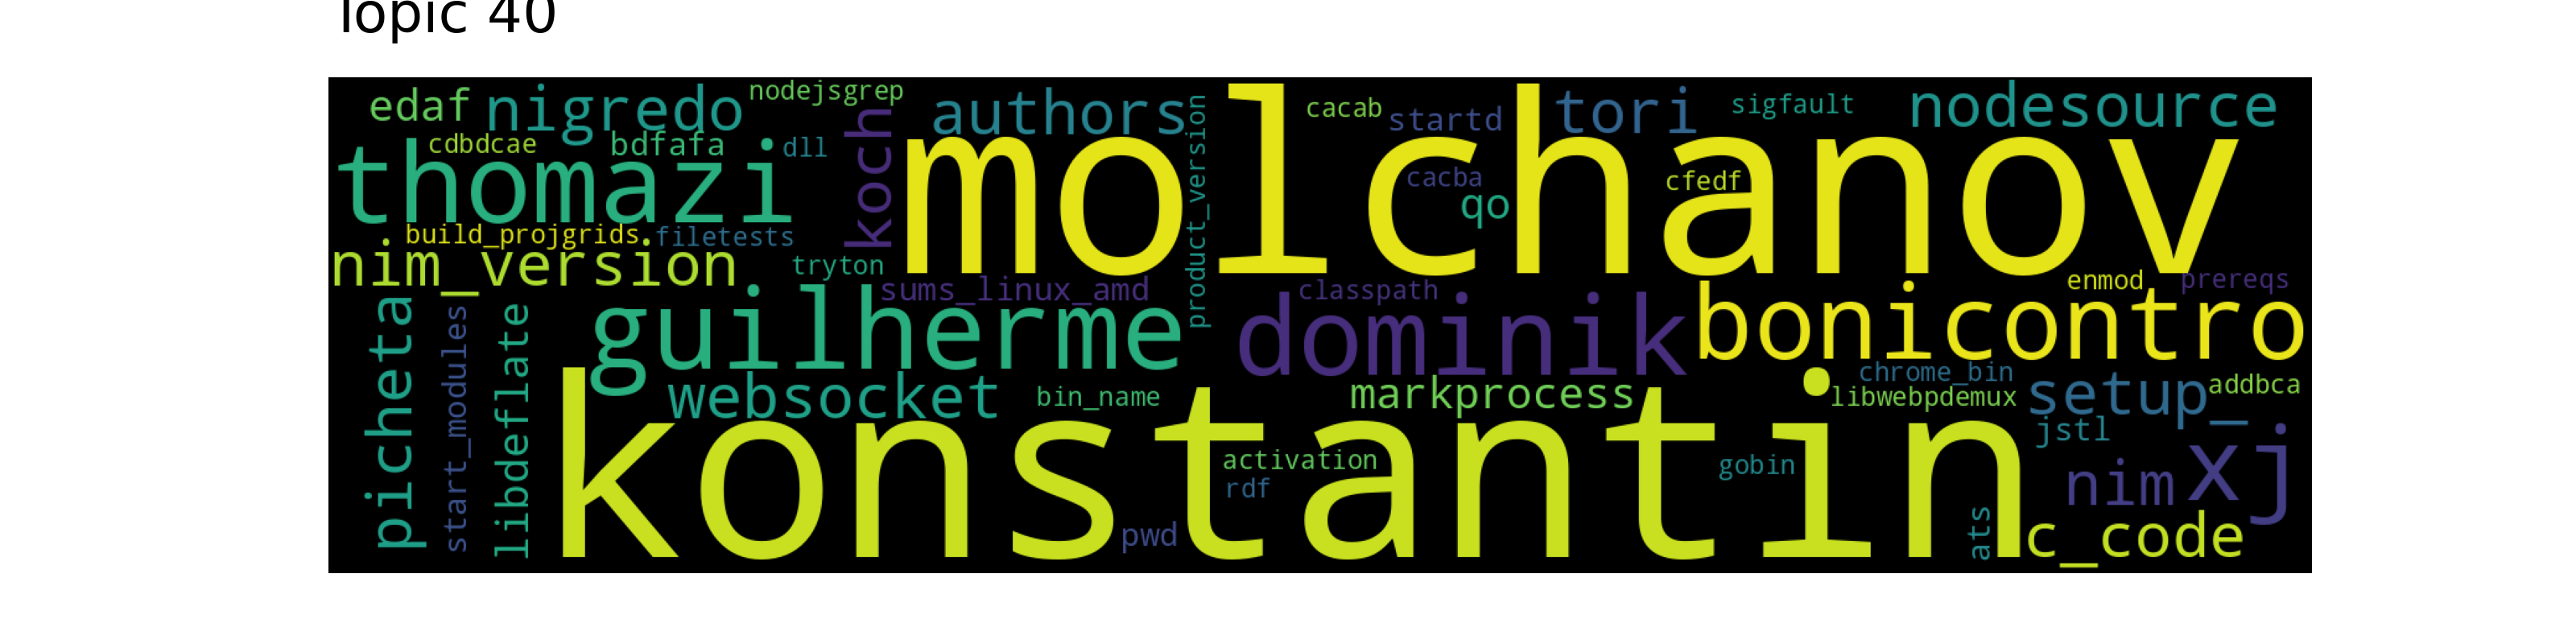 Topic 40
edaf nigredo nodejsgrep authors cacab startd tori sigfault nodesource
cdbdcae bdfafa dll
thomazi koch molchanov product_version
cacba cfedf
qo
build_projgrids filetests
nim_version tryton
sums_linux_amd classpath enmod prereqs
guilherme dominik bonicontro
picheta start_modules libdeflate
websocket bin_name markprocess chrome_bin libwebpdemux setup_ addbca
jstl
konstantin
activation gobin
rdf nim xj
pwd ats c_code